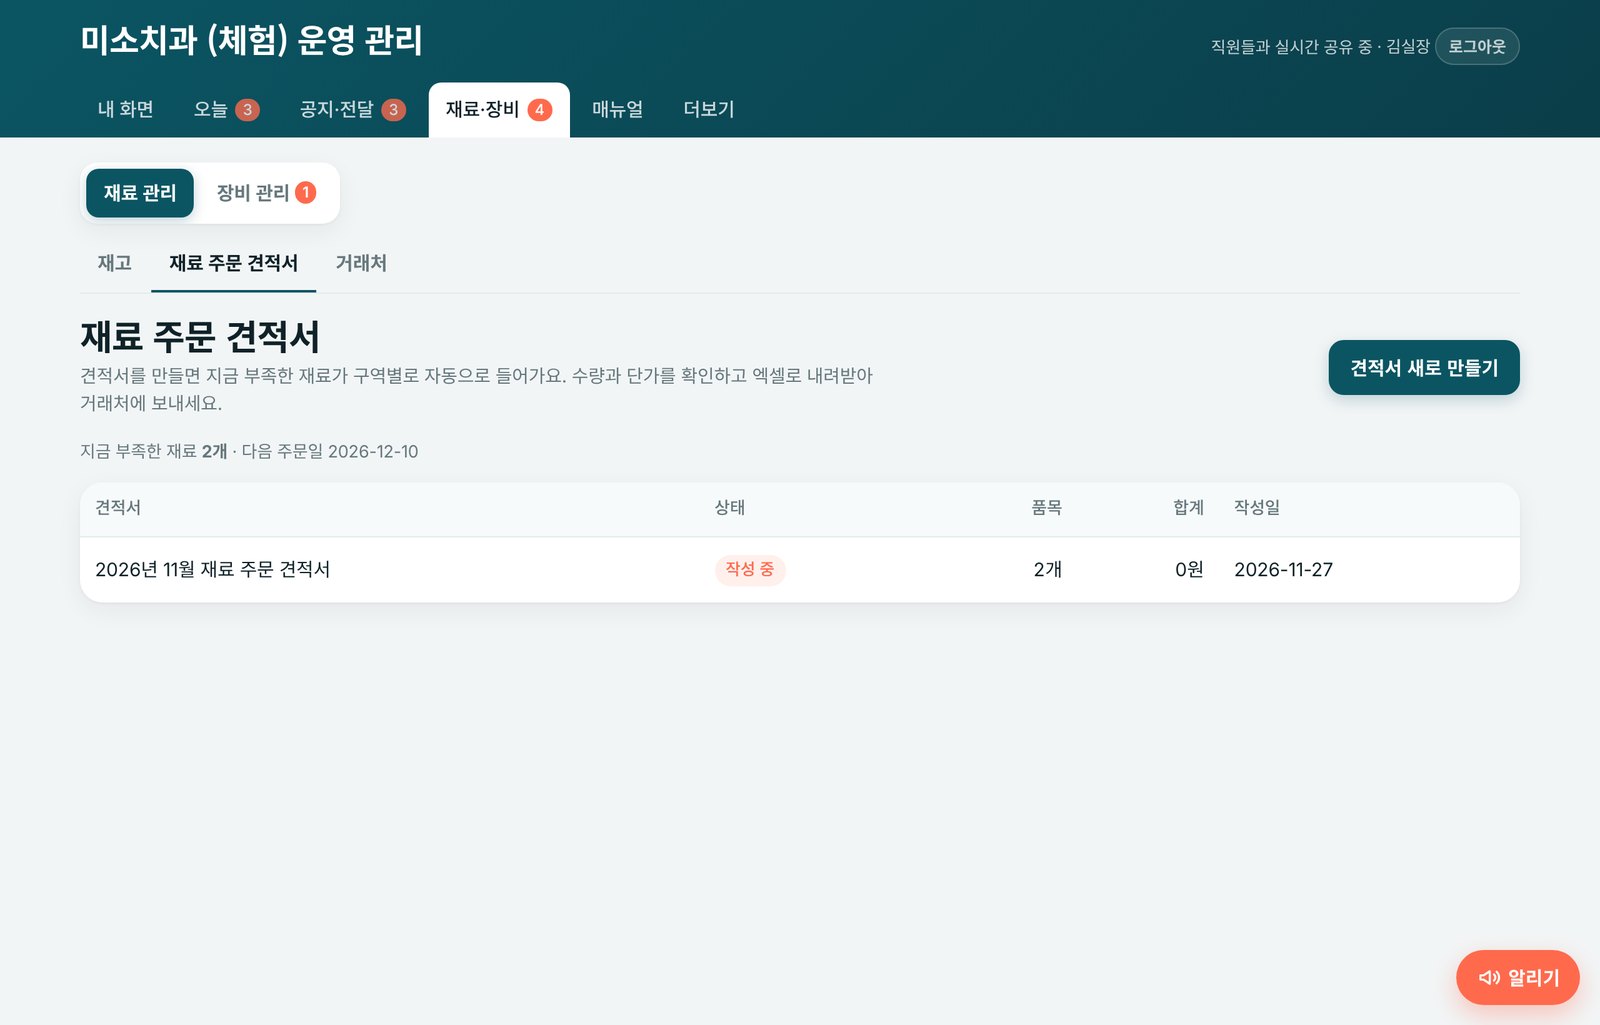 미소치과 (체험) 운영 관리
직원들과 실시간 공유 중 · 김실장 로그아웃
내 화면 오늘 3 공지·전달 3 재료·장비 4 매뉴얼 더보기
재료 관리 장비 관리 1
재고 재료 주문 견적서 거래처
재료 주문 견적서
견적서를 만들면 지금 부족한 재료가 구역별로 자동으로 들어가요. 수량과 단가를 확인하고 엑셀로 내려받아
거래처에 보내세요.
견적서 새로 만들기
지금 부족한 재료 2개 · 다음 주문일 2026-12-10
견적서 상태 품목 합계 작성일
2026년 11월 재료 주문 견적서 작성 중 2개 0원 2026-11-27
알리기